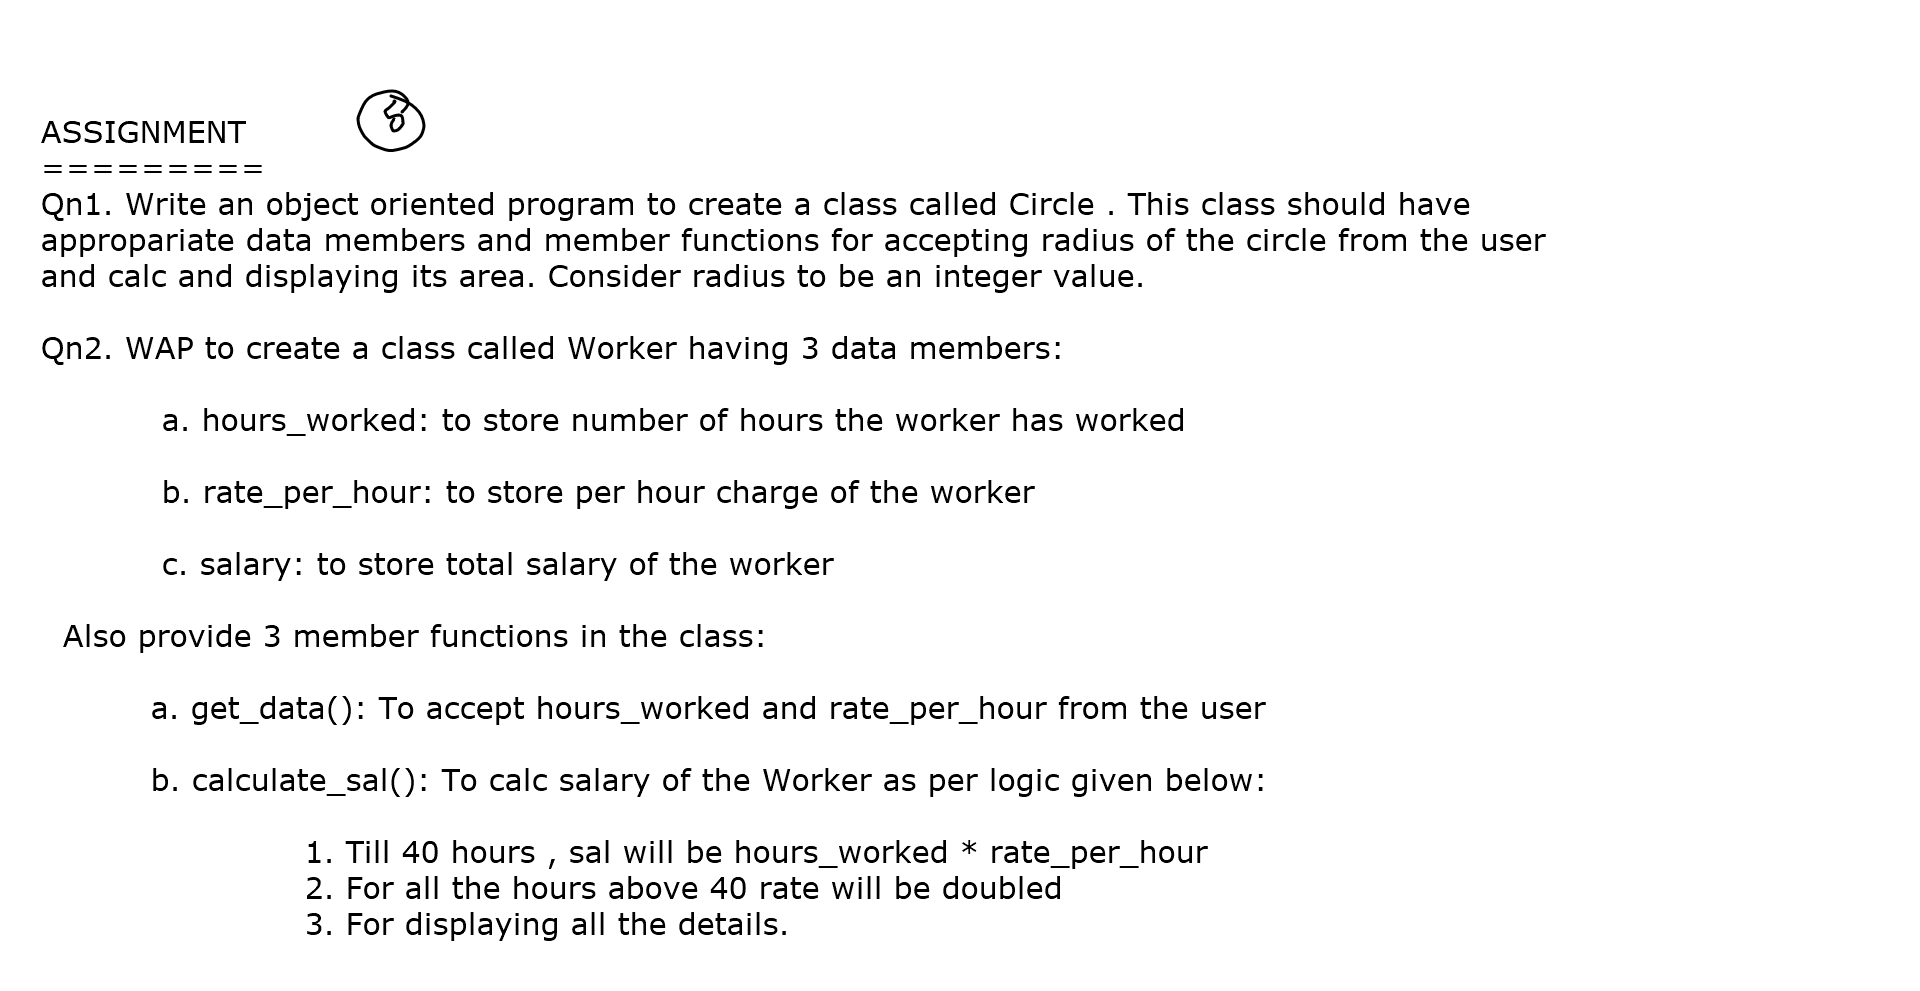 ASSIGNMENT 8
=========
Qn1. Write an object oriented program to create a class called Circle . This class should have
appropariate data members and member functions for accepting radius of the circle from the user
and calc and displaying its area. Consider radius to be an integer value.
Qn2. WAP to create a class called Worker having 3 data members:
a. hours_worked: to store number of hours the worker has worked
b. rate_per_hour: to store per hour charge of the worker
c. salary: to store total salary of the worker
Also provide 3 member functions in the class:
a. get_data(): To accept hours_worked and rate_per_hour from the user
b. calculate_sal(): To calc salary of the Worker as per logic given below:
1. Till 40 hours , sal will be hours_worked * rate_per_hour
2. For all the hours above 40 rate will be doubled
3. For displaying all the details.